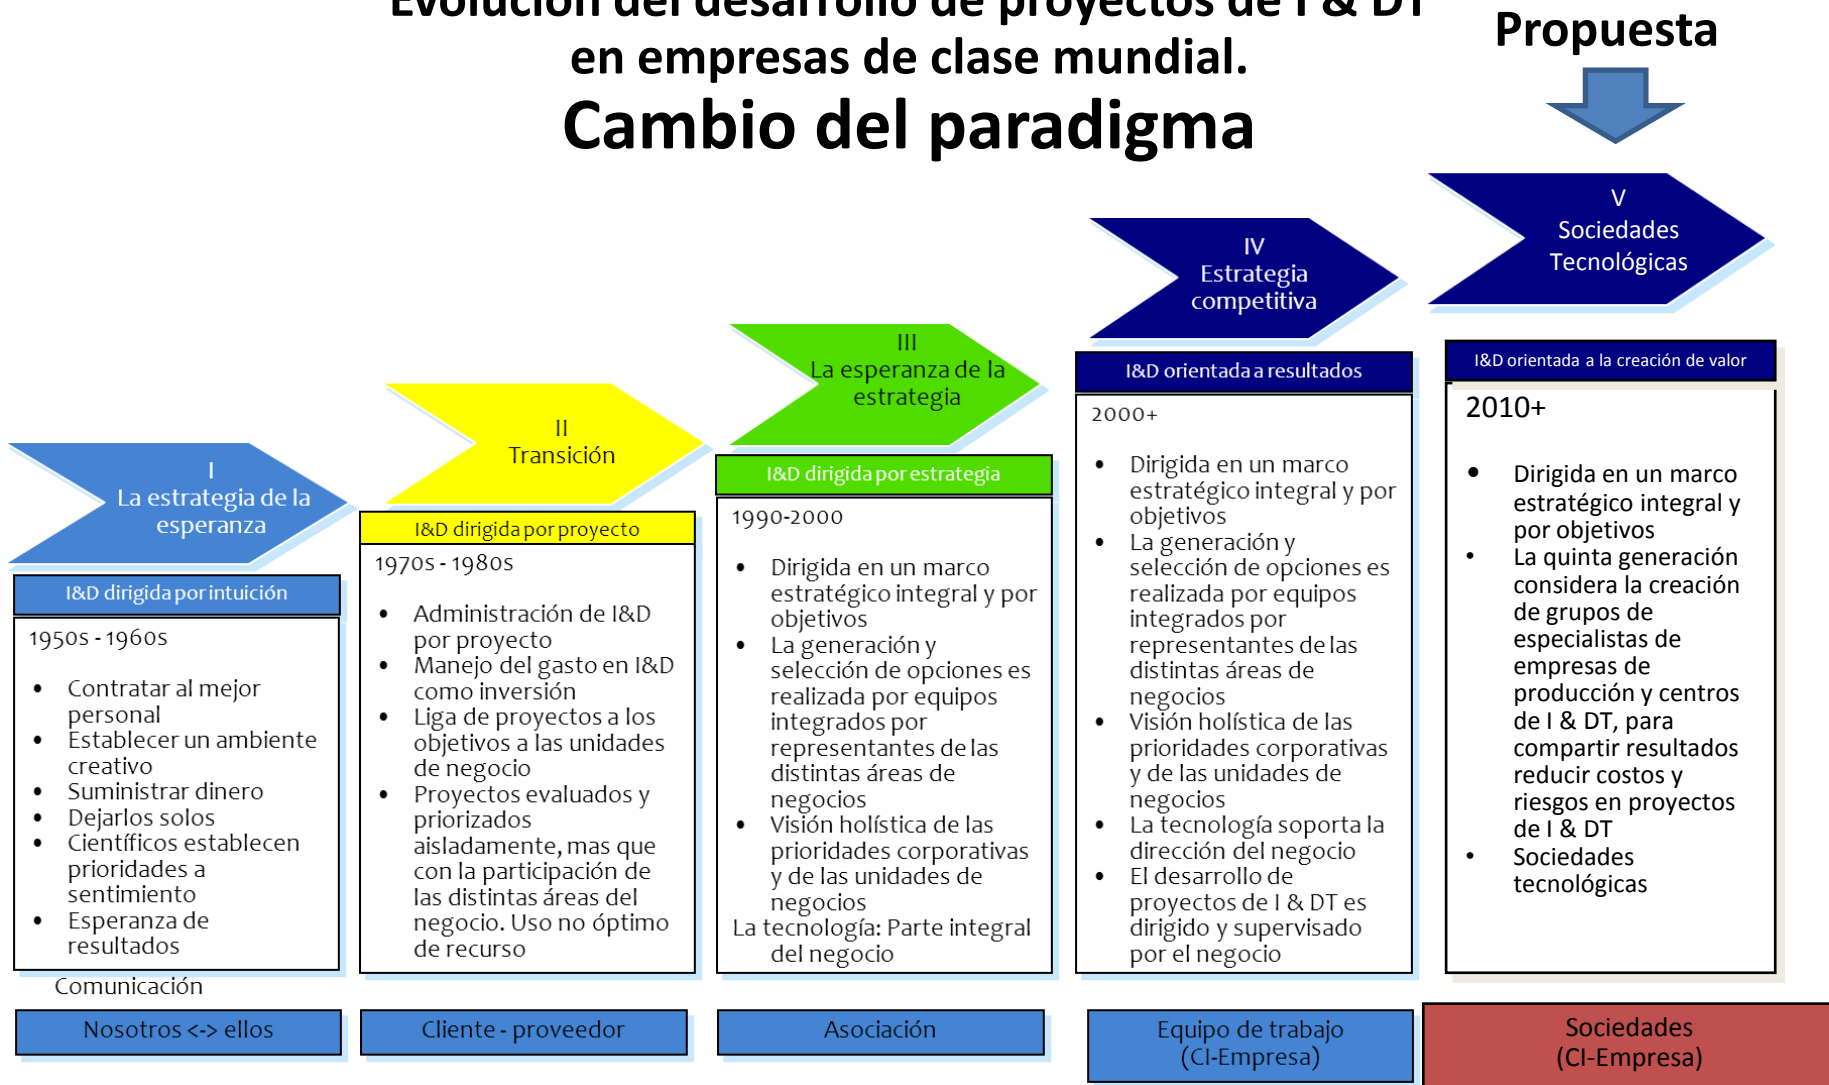 Evolución del desarrollo de proyectos de I & DT
en empresas de clase mundial.
Cambio del paradigma
Propuesta
I
La estrategia de la
esperanza
I&D dirigida por intuición
1950s - 1960s
• Contratar al mejor
personal
• Establecer un ambiente
creativo
• Suministrar dinero
• Dejarlos solos
• Científicos establecen
prioridades a
sentimiento
• Esperanza de
resultados
Comunicación
Nosotros <-> ellos
II
Transición
I&D dirigida por proyecto
1970s - 1980s
• Administración de I&D
por proyecto
• Manejo del gasto en I&D
como inversión
• Liga de proyectos a los
objetivos a las unidades
de negocio
• Proyectos evaluados y
priorizados
aisladamente, mas que
con la participación de
las distintas áreas del
negocio. Uso no óptimo
de recurso
Cliente - proveedor
III
La esperanza de la
estrategia
I&D dirigida por estrategia
1990-2000
• Dirigida en un marco
estratégico integral y por
objetivos
• La generación y
selección de opciones es
realizada por equipos
integrados por
representantes de las
distintas áreas de
negocios
• Visión holística de las
prioridades corporativas
y de las unidades de
negocios
La tecnología: Parte integral
del negocio
Asociación
IV
Estrategia
competitiva
I&D orientada a resultados
2000+
• Dirigida en un marco
estratégico integral y por
objetivos
• La generación y
selección de opciones es
realizada por equipos
integrados por
representantes de las
distintas áreas de
negocios
• Visión holística de las
prioridades corporativas
y de las unidades de
negocios
• La tecnología soporta la
dirección del negocio
• El desarrollo de
proyectos de I & DT es
dirigido y supervisado
por el negocio
Equipo de trabajo
(CI-Empresa)
V
Sociedades
Tecnológicas
I&D orientada a la creación de valor
2010+
• Dirigida en un marco
estratégico integral y
por objetivos
• La quinta generación
considera la creación
de grupos de
especialistas de
empresas de
producción y centros
de I & DT, para
compartir resultados
reducir costos y
riesgos en proyectos
de I & DT
• Sociedades
tecnológicas
Sociedades
(CI-Empresa)